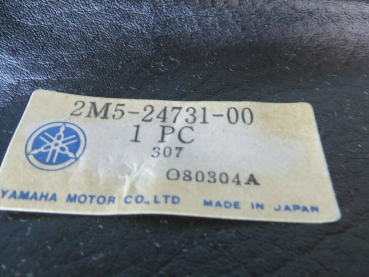 2M5-24731-00
1 PC
307
O80304A
YAMAHA MOTOR CO., LTD MADE IN JAPAN